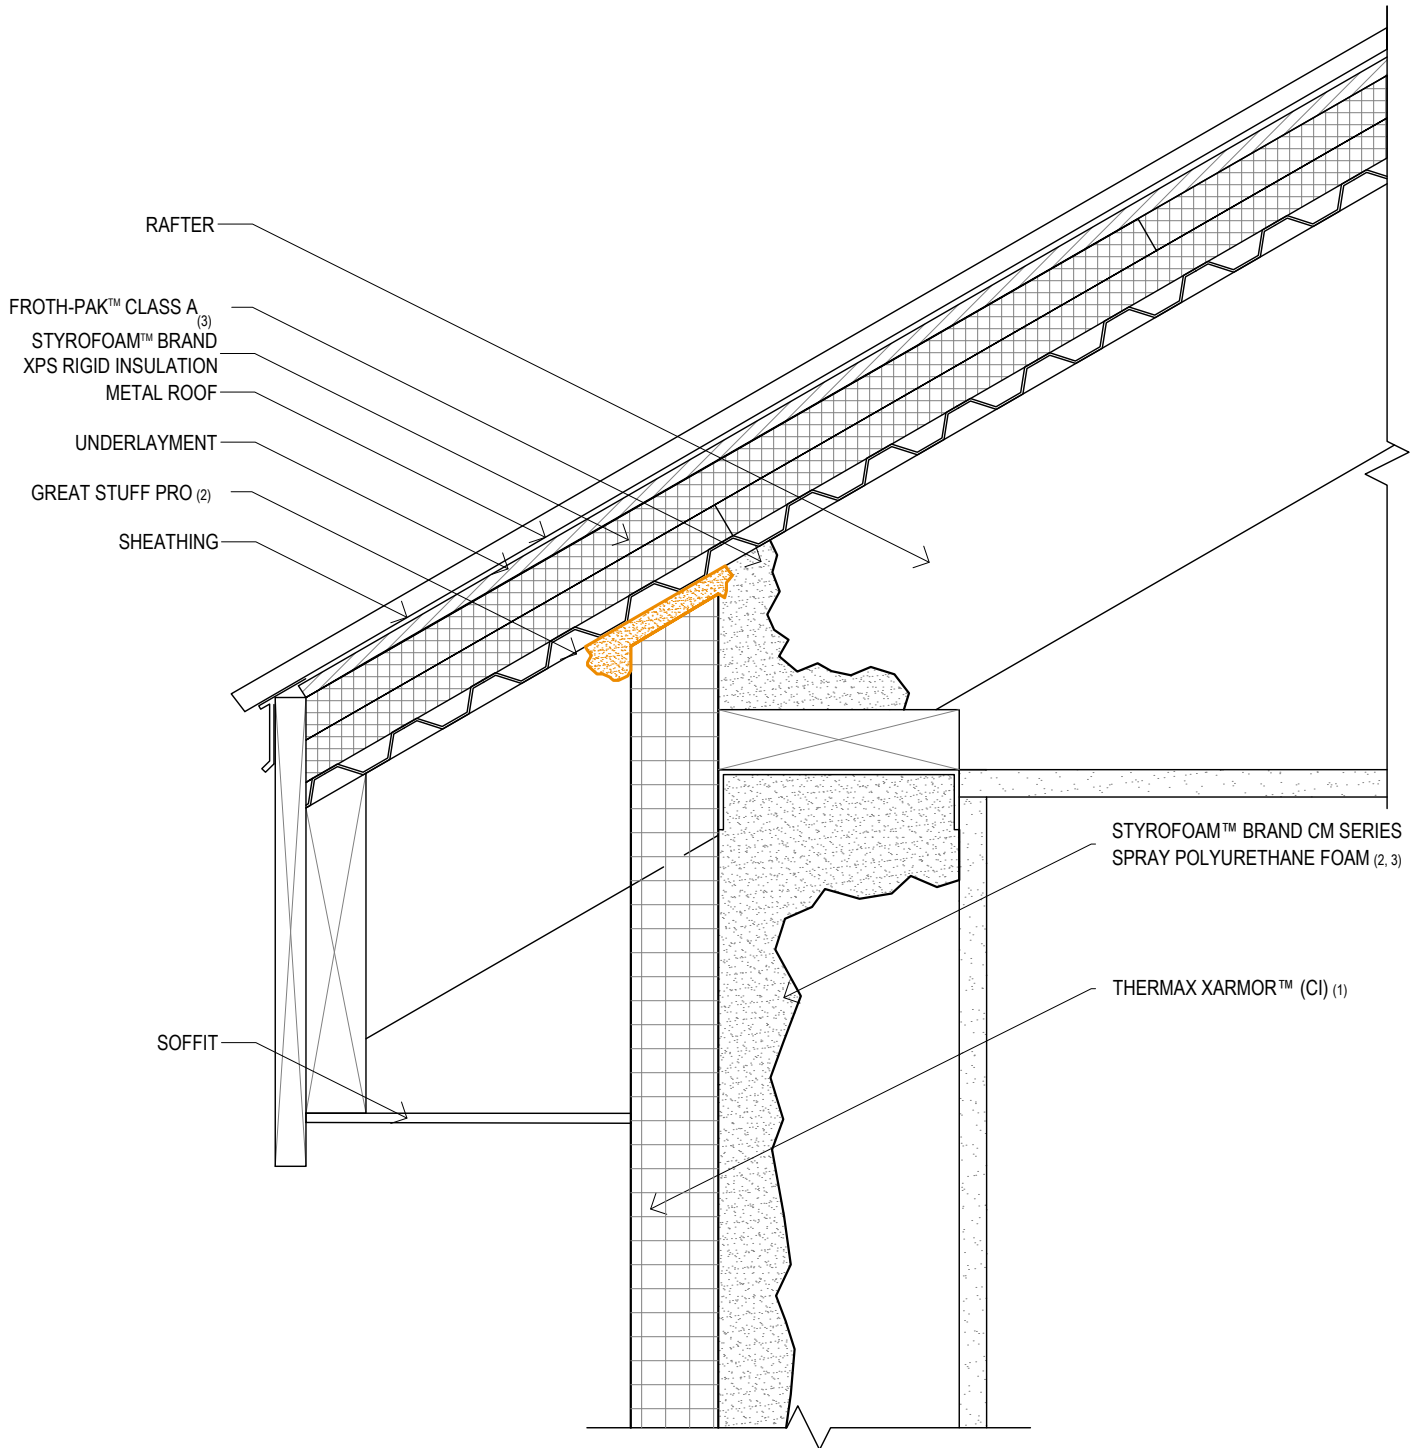 RAFTER
FROTH-PAK™ CLASS A (3)
STYROFOAM™ BRAND
XPS RIGID INSULATION
METAL ROOF
UNDERLAYMENT
GREAT STUFF PRO (2)
SHEATHING
STYROFOAM™ BRAND CM SERIES
SPRAY POLYURETHANE FOAM (2, 3)
THERMAX XARMOR™ (CI) (1)
SOFFIT